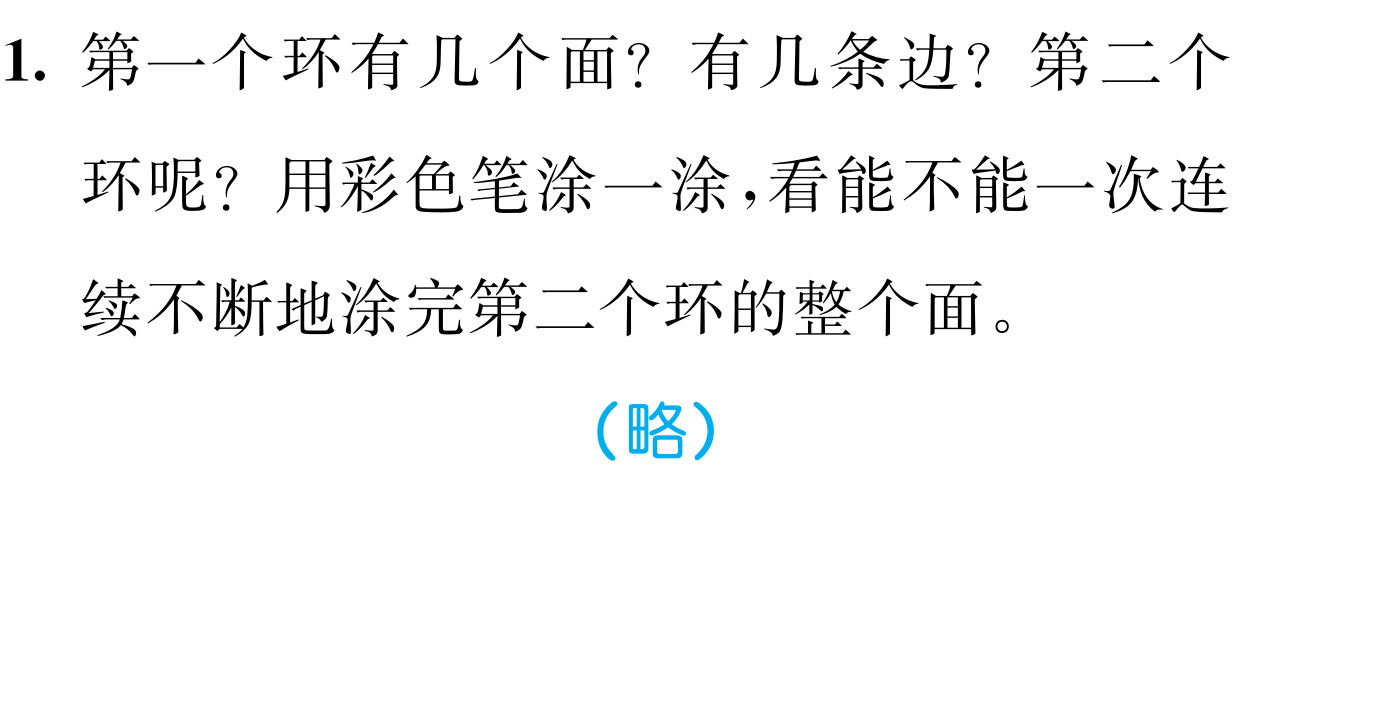 1. 第一个环有几个面？有几条边？第二个
环呢？用彩色笔涂一涂，看能不能一次连
续不断地涂完第二个环的整个面。
（略）